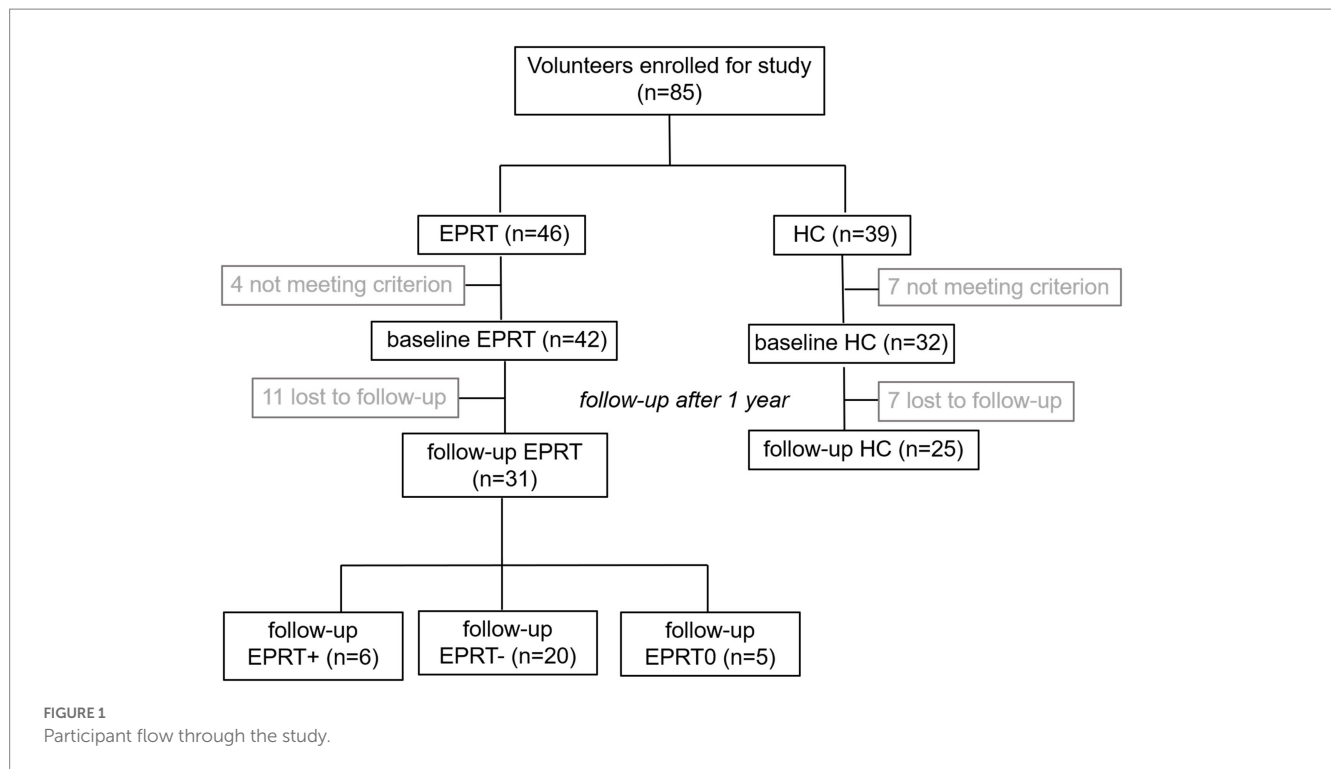 Volunteers enrolled for study
(n=85)
EPRT (n=46)
HC (n=39)
4 not meeting criterion
7 not meeting criterion
baseline EPRT (n=42)
baseline HC (n=32)
11 lost to follow-up
follow-up after 1 year
7 lost to follow-up
follow-up EPRT
(n=31)
follow-up HC (n=25)
follow-up
EPRT+ (n=6)
follow-up
EPRT- (n=20)
follow-up
EPRT0 (n=5)
FIGURE 1
Participant flow through the study.